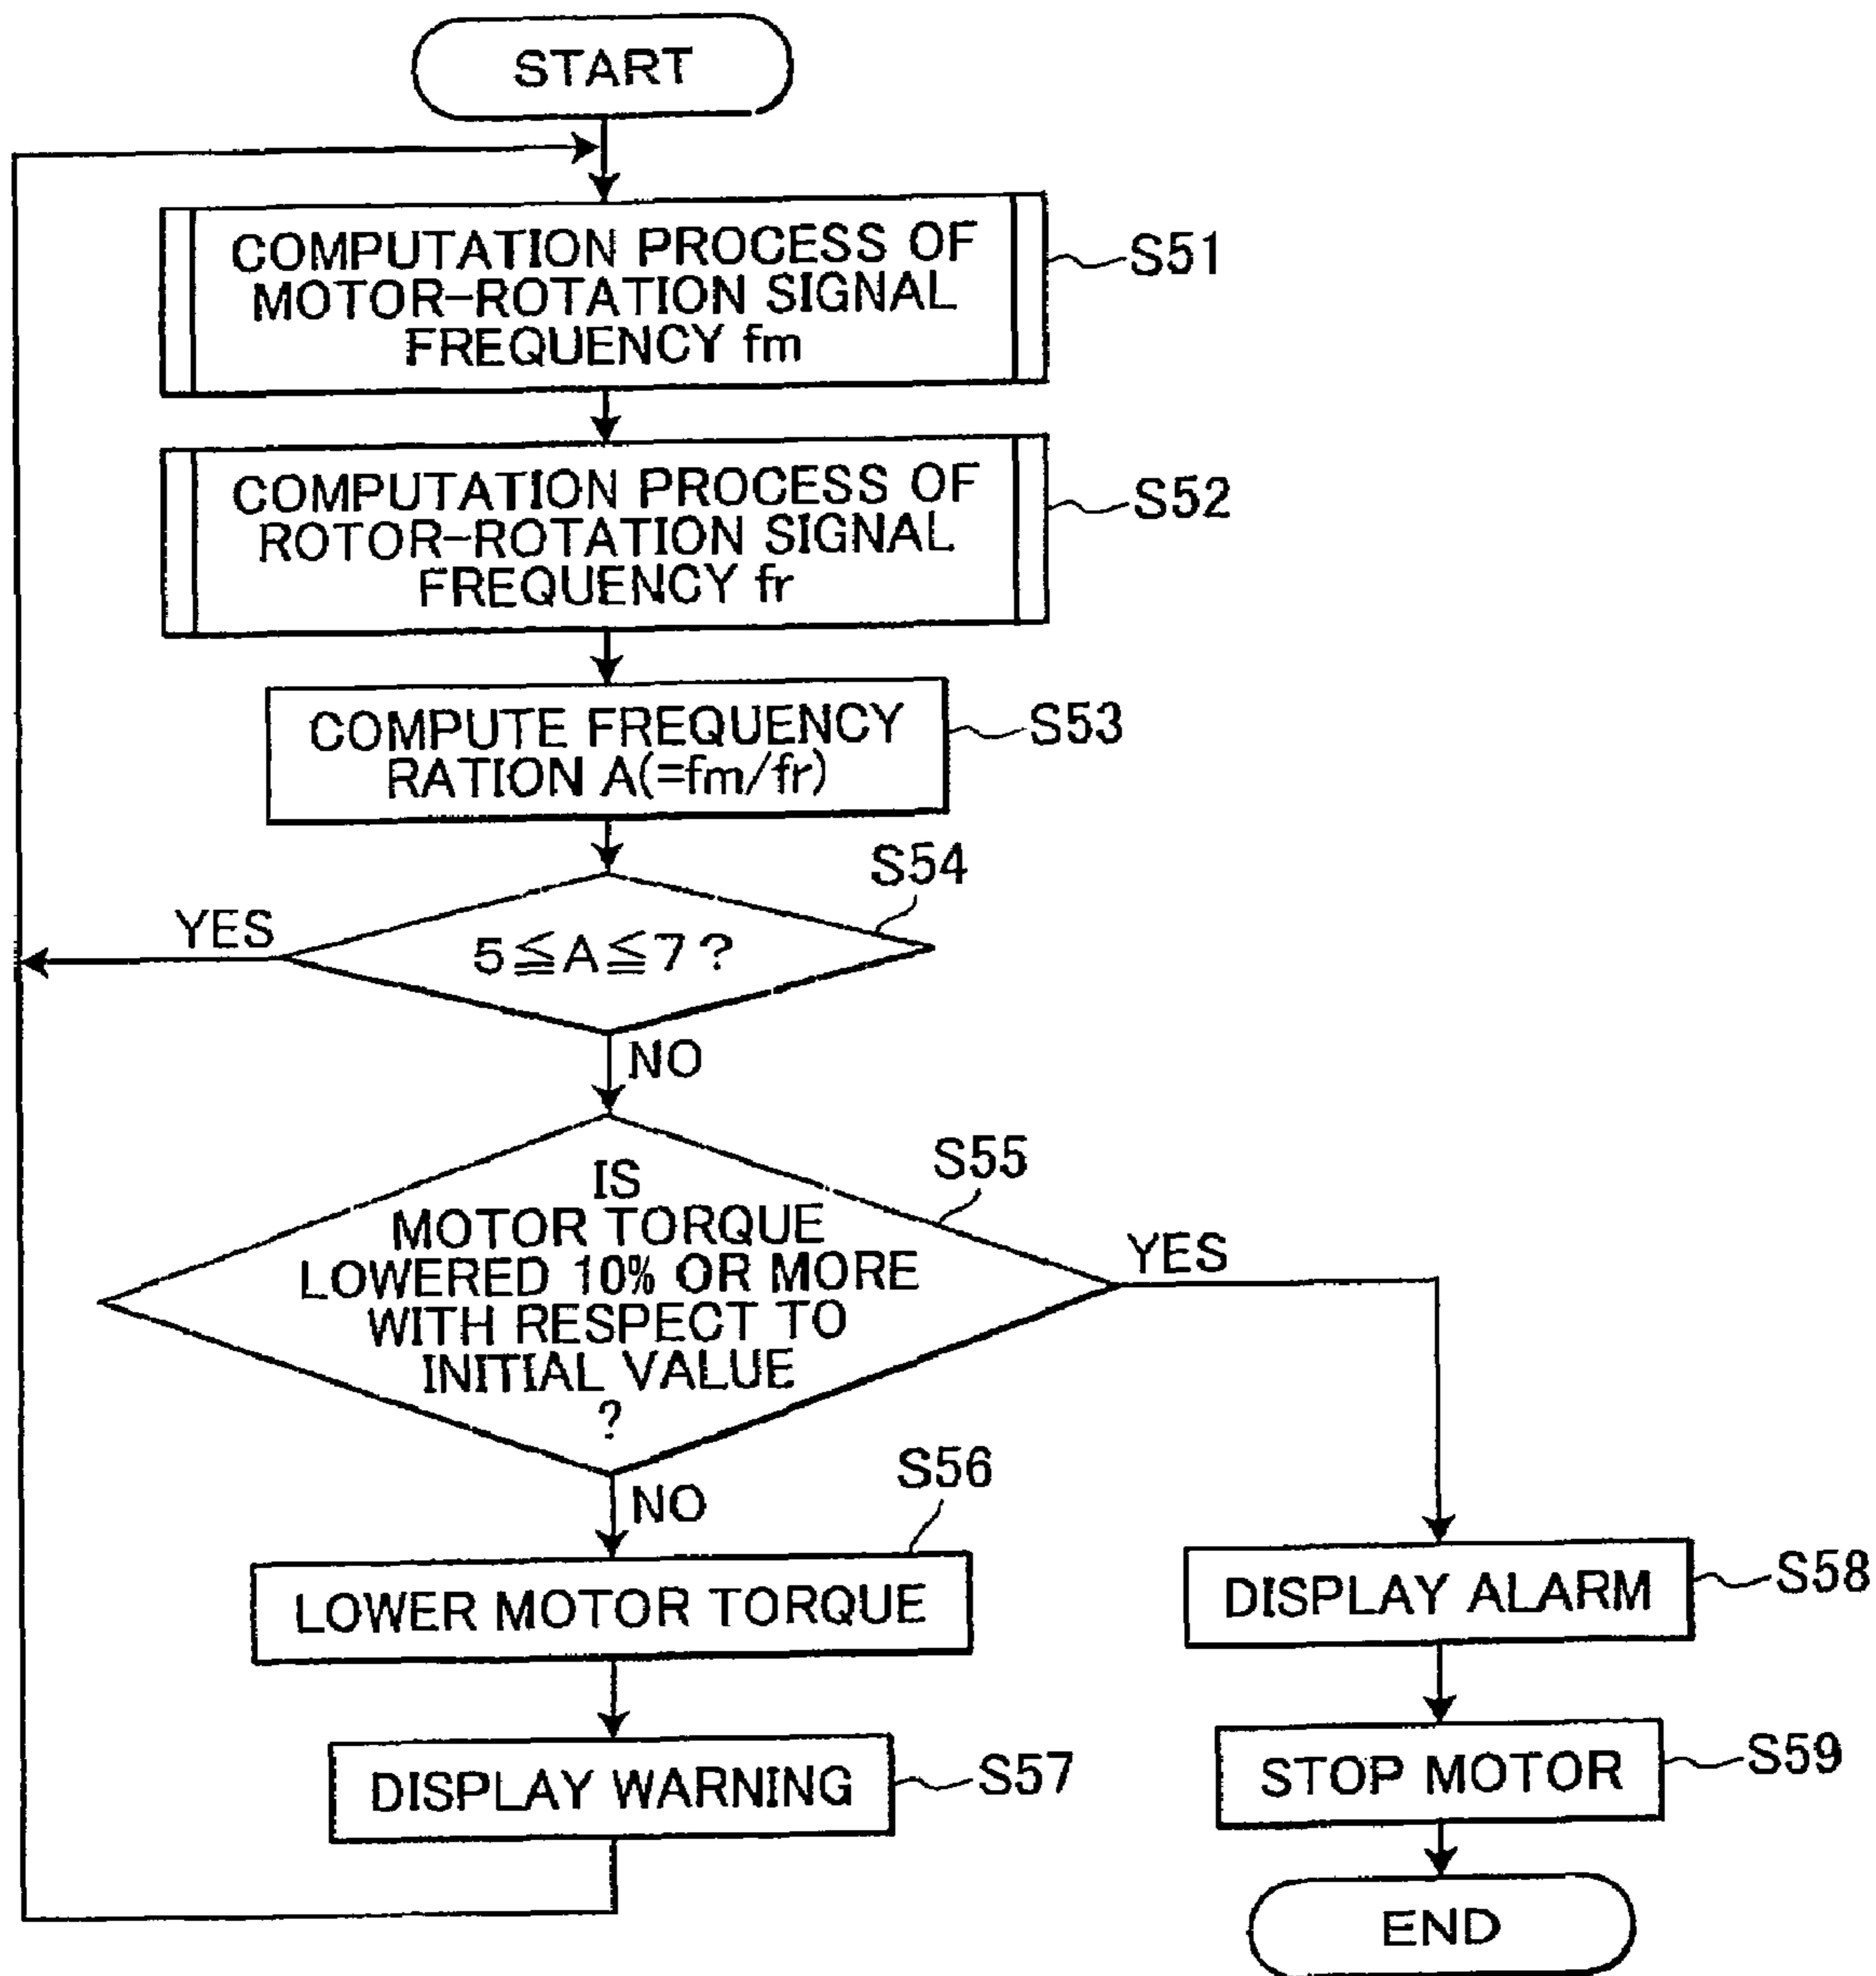 START
COMPUTATION PROCESS OF
MOTOR-ROTATION SIGNAL
FREQUENCY fm
S51
COMPUTATION PROCESS OF
ROTOR-ROTATION SIGNAL
FREQUENCY fr
S52
COMPUTE FREQUENCY
RATION A(=fm/fr)
S53
S54
YES
5≦A≦7?
NO
S55
IS
MOTOR TORQUE
LOWERED 10% OR MORE
WITH RESPECT TO
INITIAL VALUE
?
YES
NO
S56
LOWER MOTOR TORQUE
DISPLAY ALARM
S58
DISPLAY WARNING
S57
STOP MOTOR
S59
END